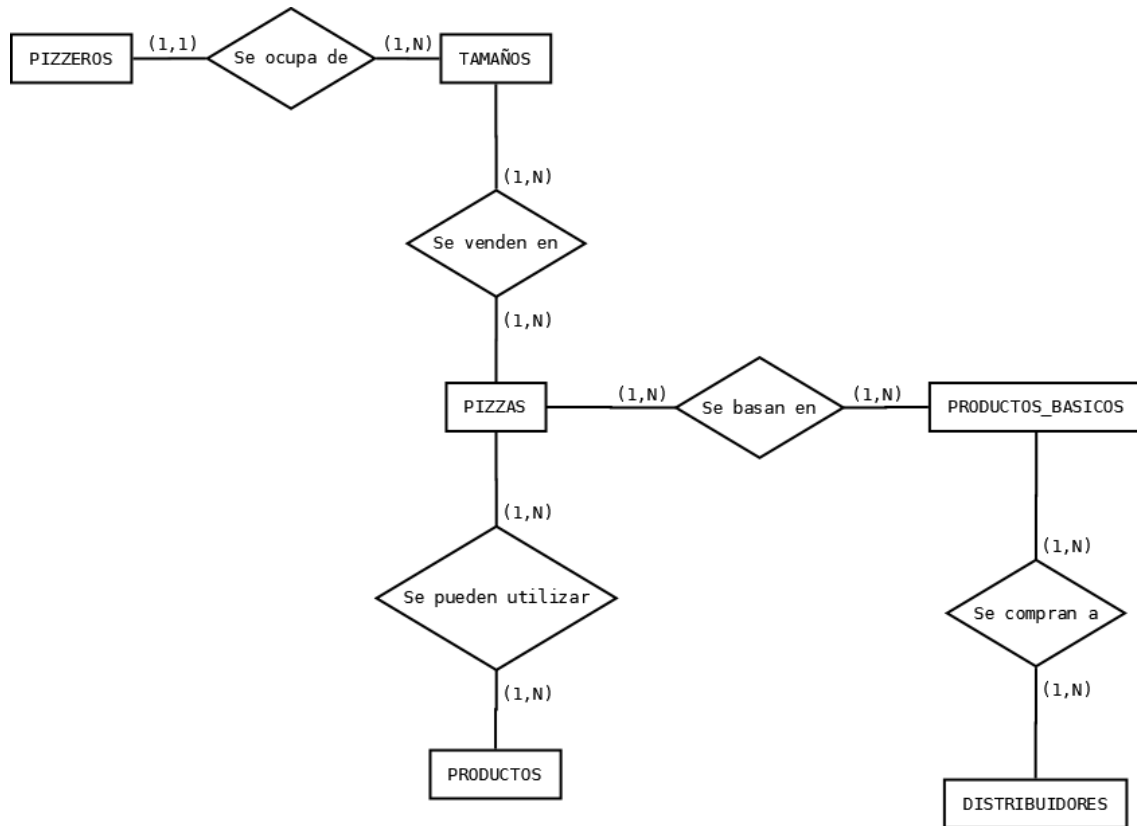 PIZZEROS (1,1) Se ocupa de (1,N) TAMAÑOS
(1,N)
Se venden en
(1,N)
PIZZAS (1,N) Se basan en (1,N) PRODUCTOS_BASICOS
(1,N)
(1,N)
Se pueden utilizar
Se compran a
(1,N)
(1,N)
PRODUCTOS
DISTRIBUIDORES